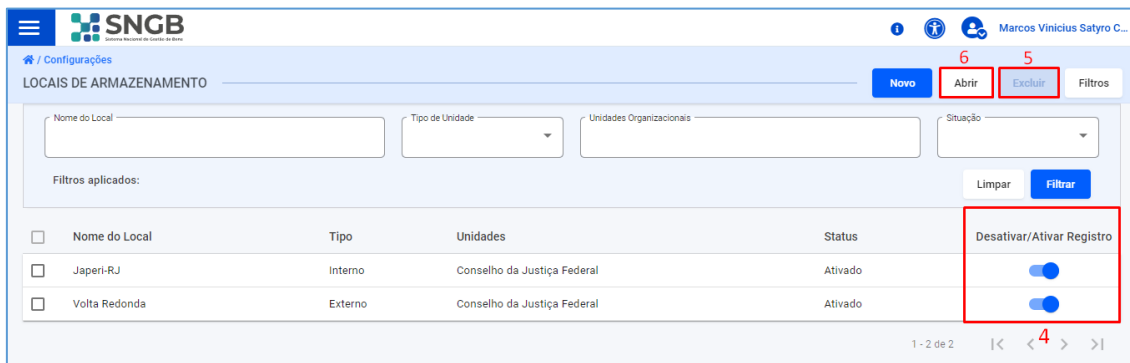 SNGB
Sistema Nacional de Gestão de Bens
Marcos Vinicius Satyro C...
/ Configurações
6 5
LOCAIS DE ARMAZENAMENTO Novo Abrir Excluir Filtros
Nome do Local Tipo de Unidade Unidades Organizacionais Situação
Filtros aplicados: Limpar Filtrar
Nome do Local Tipo Unidades Status Desativar/Ativar Registro
Japeri-RJ Interno Conselho da Justiça Federal Ativado
Volta Redonda Externo Conselho da Justiça Federal Ativado
1 - 2 de 2 4